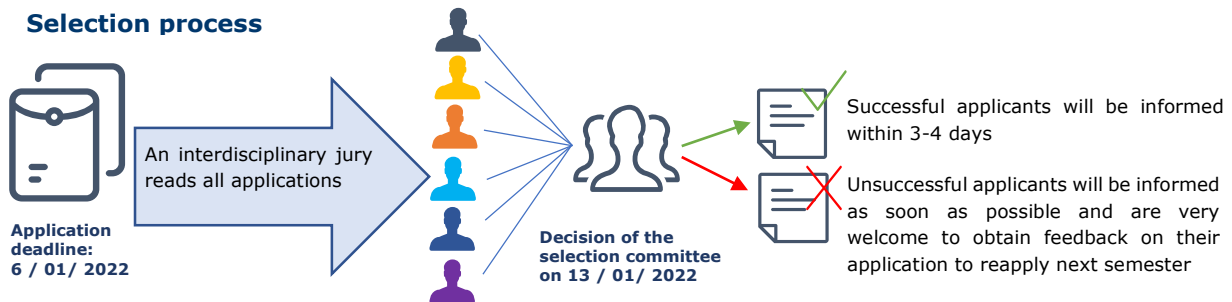 Selection process
An interdisciplinary jury
reads all applications
Application
deadline:
6 / 01/ 2022
Decision of the
selection committee
on 13 / 01/ 2022
Successful applicants will be informed
within 3-4 days
Unsuccessful applicants will be informed
as soon as possible and are very
welcome to obtain feedback on their
application to reapply next semester